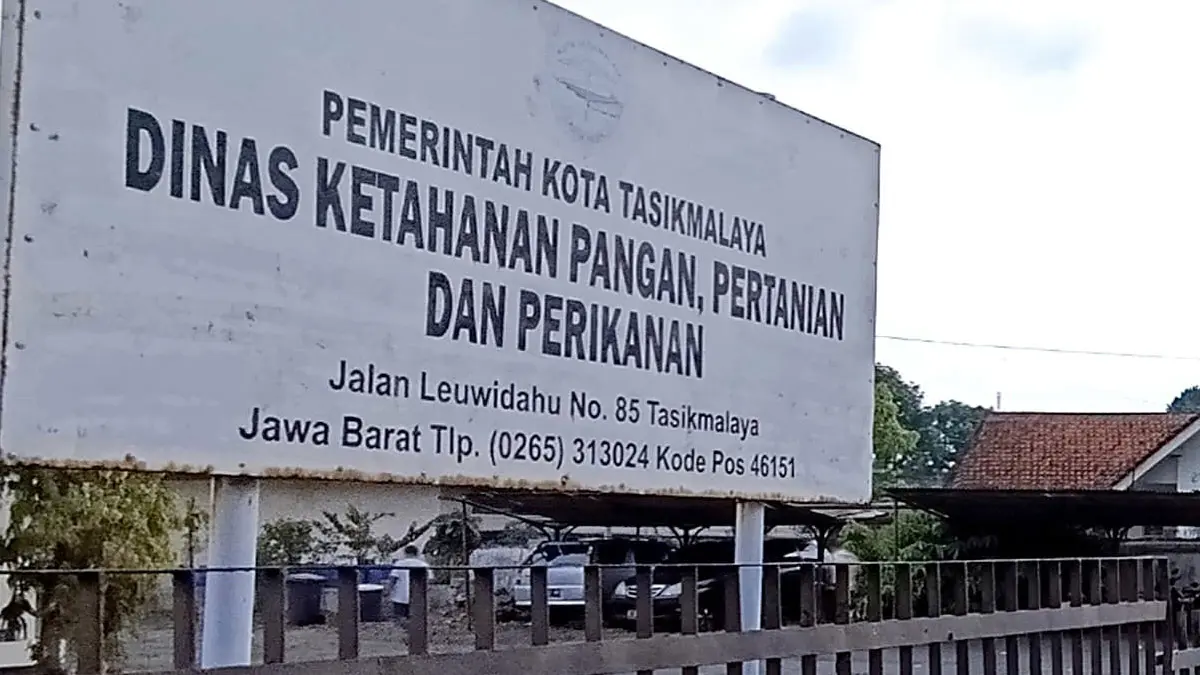 PEMERINTAH KOTA TASIKMALAYA
DINAS KETAHANAN PANGAN, PERTANIAN
DAN PERIKANAN
Jalan Leuwidahu No. 85 Tasikmalaya
Jawa Barat Tlp. (0265) 313024 Kode Pos 46151